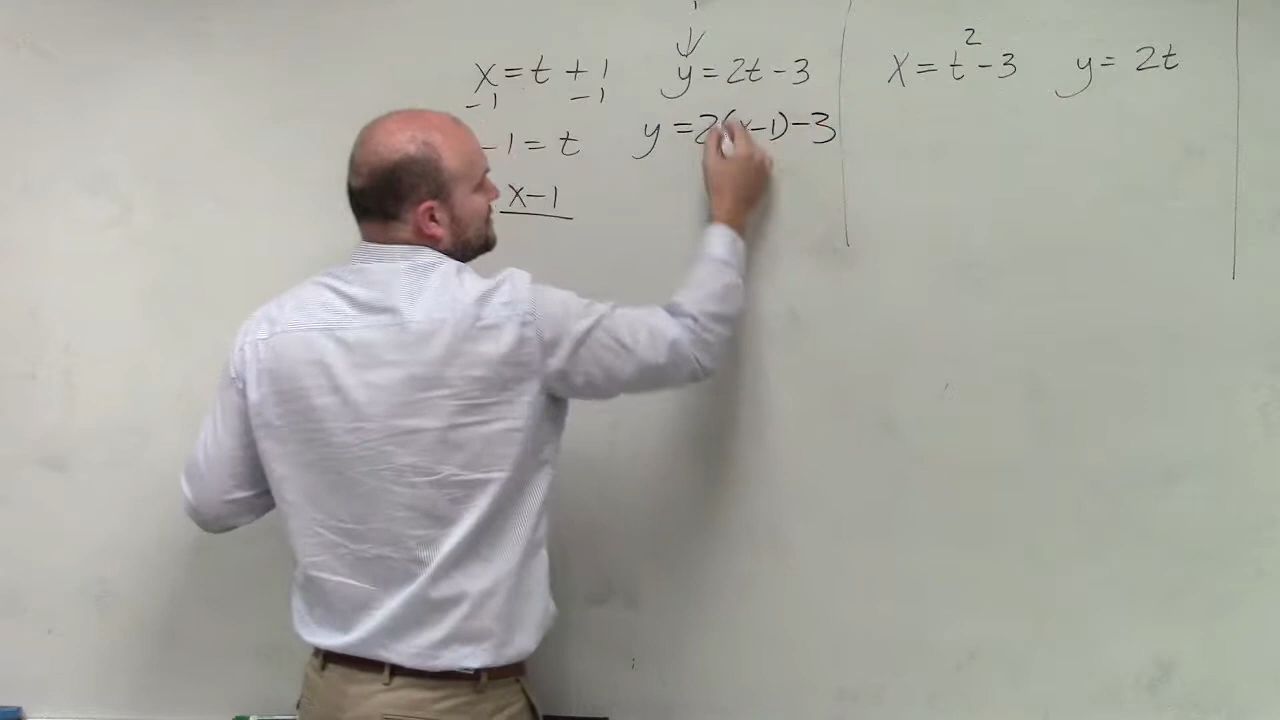 x = t + 1 y = 2t - 3
-1 -1
-1 = t y = 2(x-1) - 3
x - 1
x = t² - 3 y = 2t